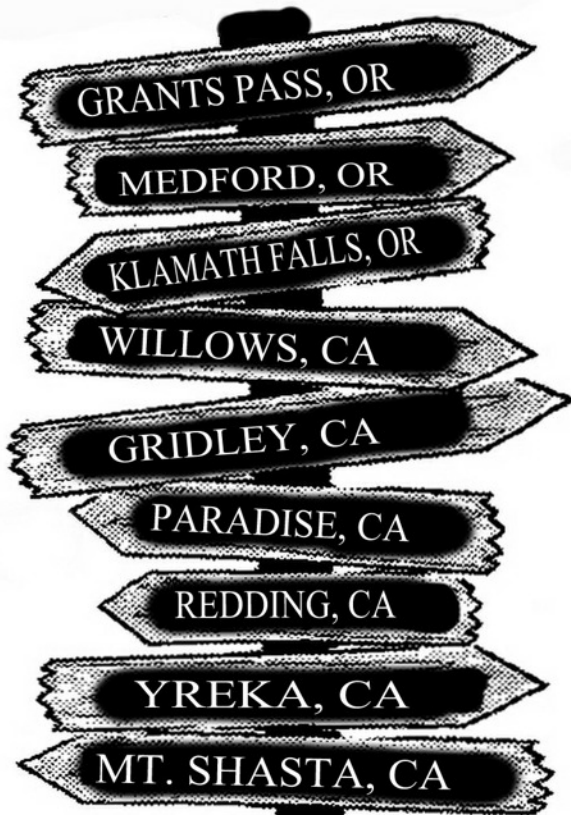 GRANTS PASS, OR
MEDFORD, OR
KLAMATH FALLS, OR
WILLOWS, CA
GRIDLEY, CA
PARADISE, CA
REDDING, CA
YREKA, CA
MT. SHASTA, CA